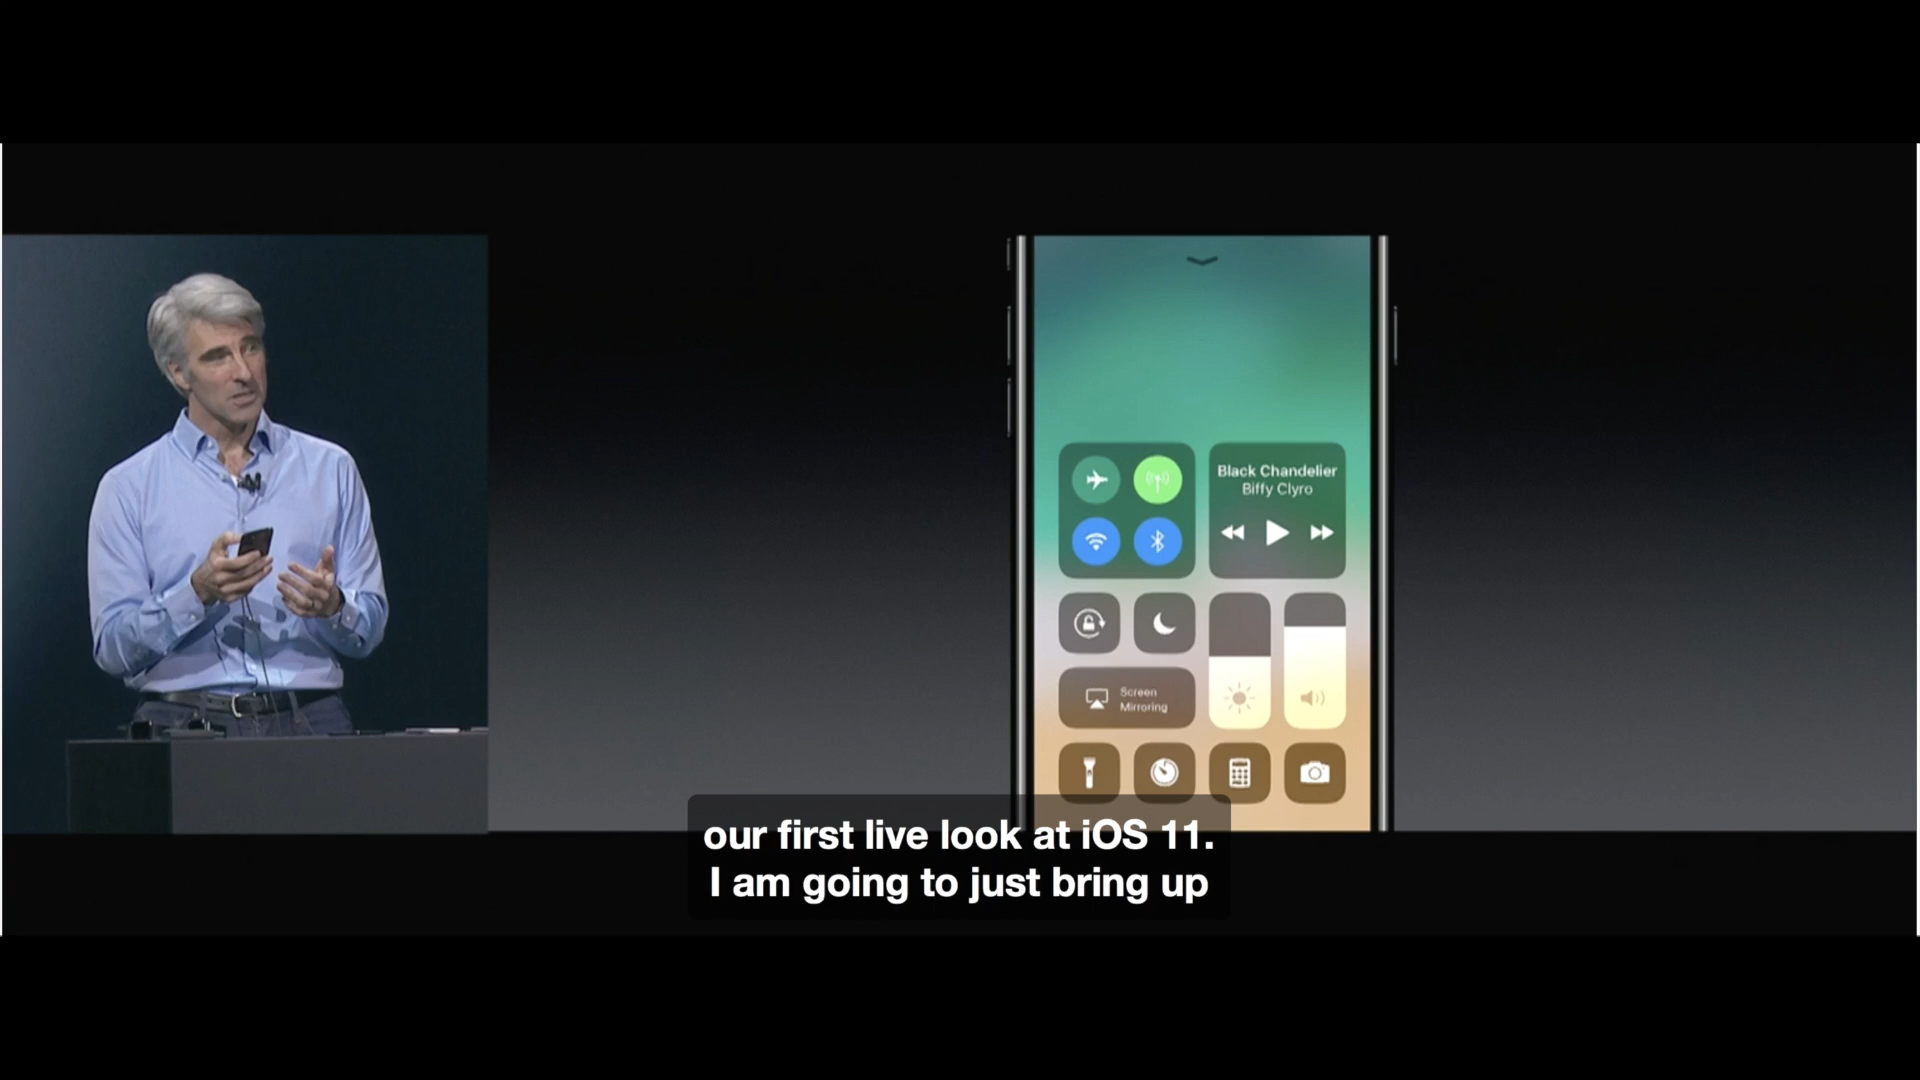 Black Chandelier
Biffy Clyro
Screen
Mirroring
our first live look at iOS 11.
I am going to just bring up